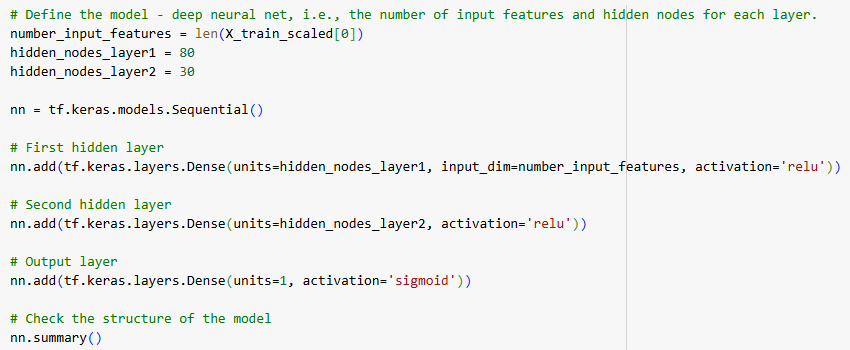 # Define the model - deep neural net, i.e., the number of input features and hidden nodes for each layer.
number_input_features = len(X_train_scaled[0])
hidden_nodes_layer1 = 80
hidden_nodes_layer2 = 30
nn = tf.keras.models.Sequential()
# First hidden layer
nn.add(tf.keras.layers.Dense(units=hidden_nodes_layer1, input_dim=number_input_features, activation='relu'))
# Second hidden layer
nn.add(tf.keras.layers.Dense(units=hidden_nodes_layer2, activation='relu'))
# Output layer
nn.add(tf.keras.layers.Dense(units=1, activation='sigmoid'))
# Check the structure of the model
nn.summary()